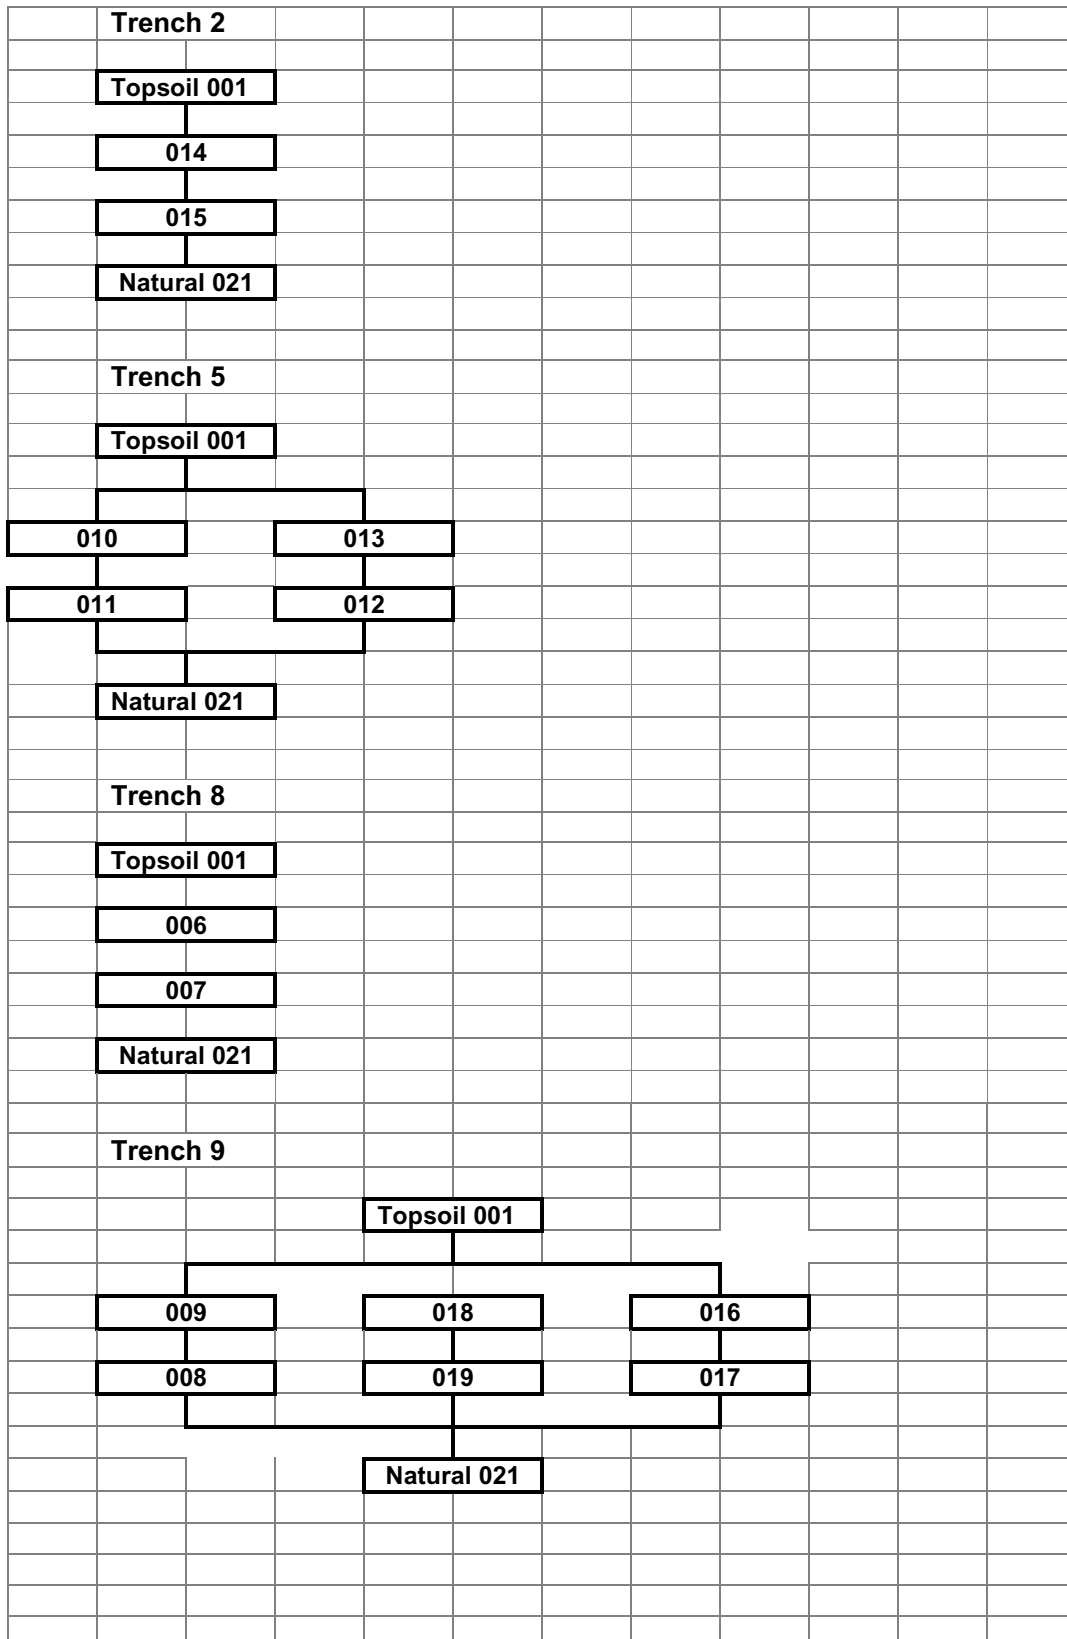 Trench 2
Topsoil 001
014
015
Natural 021
Trench 5
Topsoil 001
010 013
011 012
Natural 021
Trench 8
Topsoil 001
006
007
Natural 021
Trench 9
Topsoil 001
009 018 016
008 019 017
Natural 021